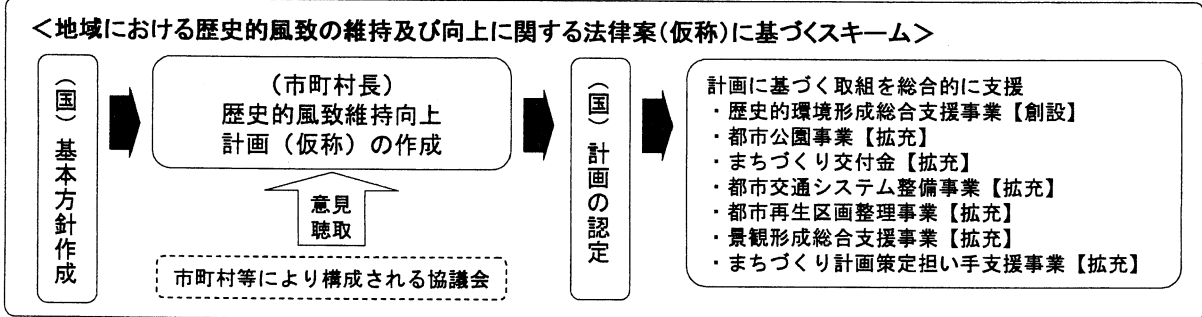 <地域における歴史的風致の維持及び向上に関する法律案(仮称)に基づくスキーム>
(国)基本方針作成
(市町村長)
歴史的風致維持向上
計画(仮称)の作成
意見
聴取
市町村等により構成される協議会
(国)計画の認定
計画に基づく取組を総合的に支援
・歴史的環境形成総合支援事業【創設】
・都市公園事業【拡充】
・まちづくり交付金【拡充】
・都市交通システム整備事業【拡充】
・都市再生区画整理事業【拡充】
・景観形成総合支援事業【拡充】
・まちづくり計画策定担い手支援事業【拡充】